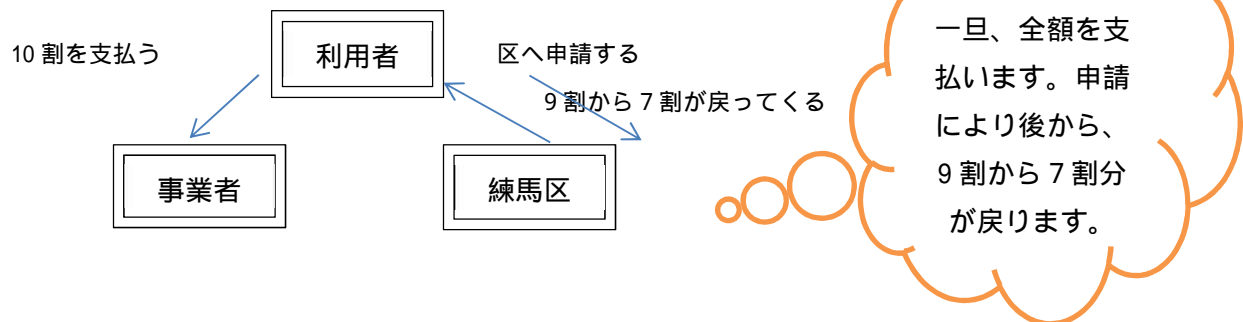 10 割を支払う
利用者
区へ申請する
9 割から 7 割が戻ってくる
事業者
練馬区
一旦、全額を支
払います。申請
により後から、
9 割から 7 割分
が戻ります。